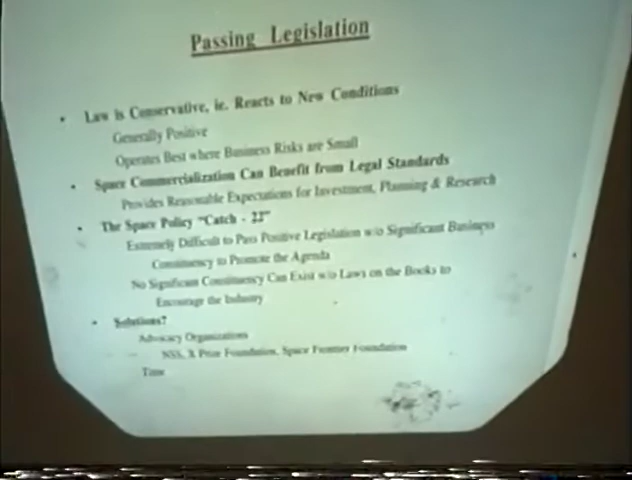 Passing Legislation
• Law is Conservative, ie. Reacts to New Conditions
Generally Positive
Operates Best where Business Risks are Small
• Space Commercialization Can Benefit from Legal Standards
Provides Reasonable Expectations for Investment, Planning & Research
• The Space Policy "Catch - 22"
Extremely Difficult to Pass Positive Legislation w/o Significant Business
Constituency to Promote the Agenda
No Significant Constituency Can Exist w/o Laws on the Books to
Encourage the Industry
• Solutions?
Advocacy Organizations
NSS, X Prize Foundation, Space Frontier Foundation
Time